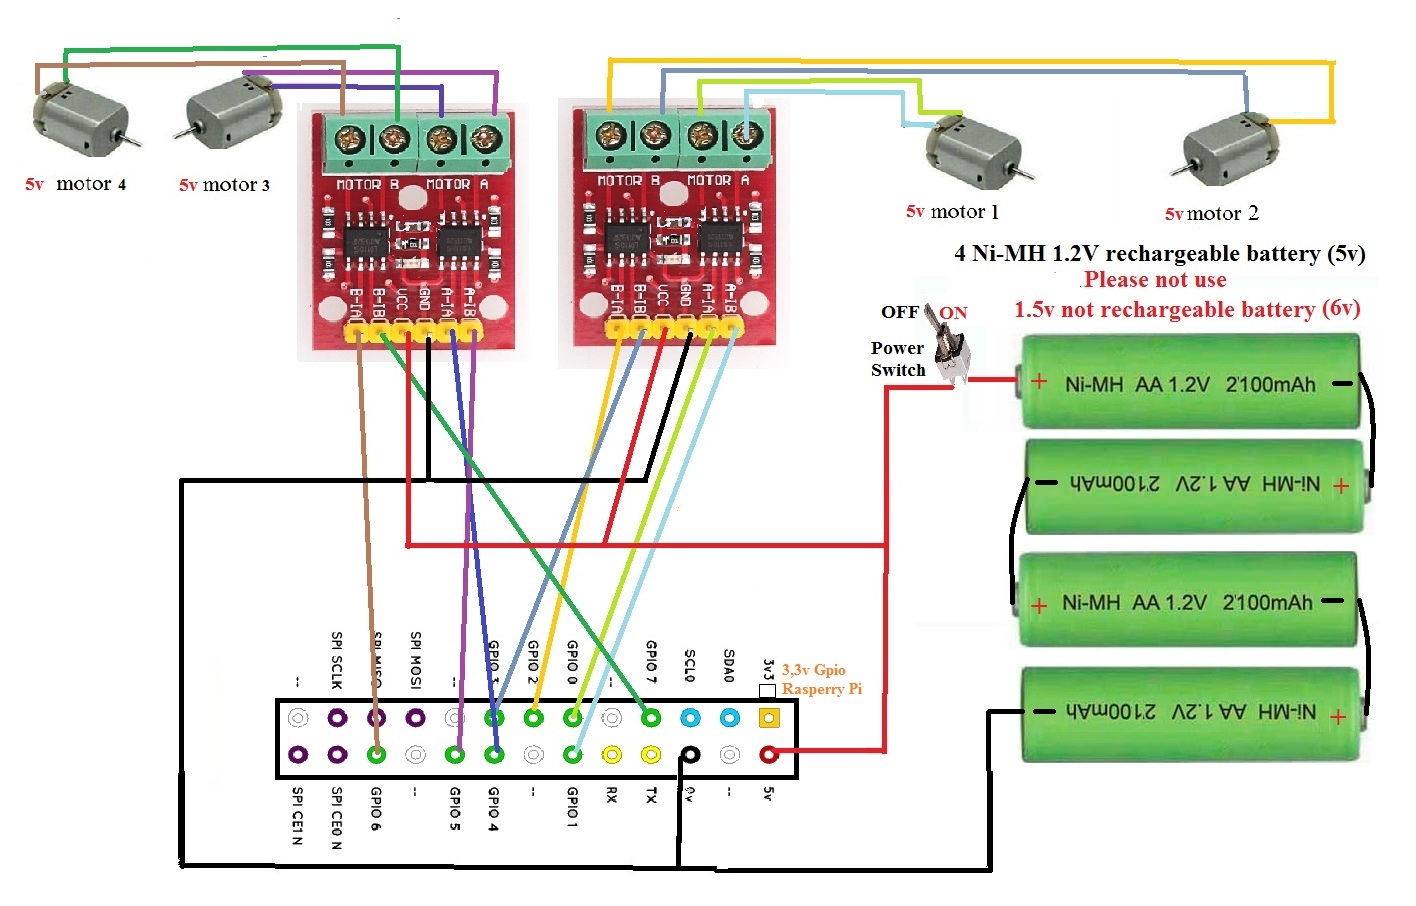 5v motor 4
5v motor 3
5v motor 1
5v motor 2
MOTOR B MOTOR A
MOTOR B MOTOR A
B-IA B-IB VCC GND A-IA A-IB
B-IA B-IB VCC GND A-IA A-IB
4 Ni-MH 1.2V rechargeable battery (5v)
Please not use
1.5v not rechargeable battery (6v)
OFF ON
Power
Switch
+ Ni-MH AA 1.2V 2100mAh -
- Ni-MH AA 1.2V 2100mAh +
+ Ni-MH AA 1.2V 2100mAh -
- Ni-MH AA 1.2V 2100mAh +
-- SPI SCLK SPI MISO SPI MOSI -- GPIO 3 GPIO 2 GPIO 0 -- GPIO 7 SCL0 SDA0 3v3
3,3v Gpio
Rasperry Pi
SPI CE1 N SPI CE0 N GPIO 6 -- GPIO 5 GPIO 4 -- GPIO 1 RX TX 0v -- 5v